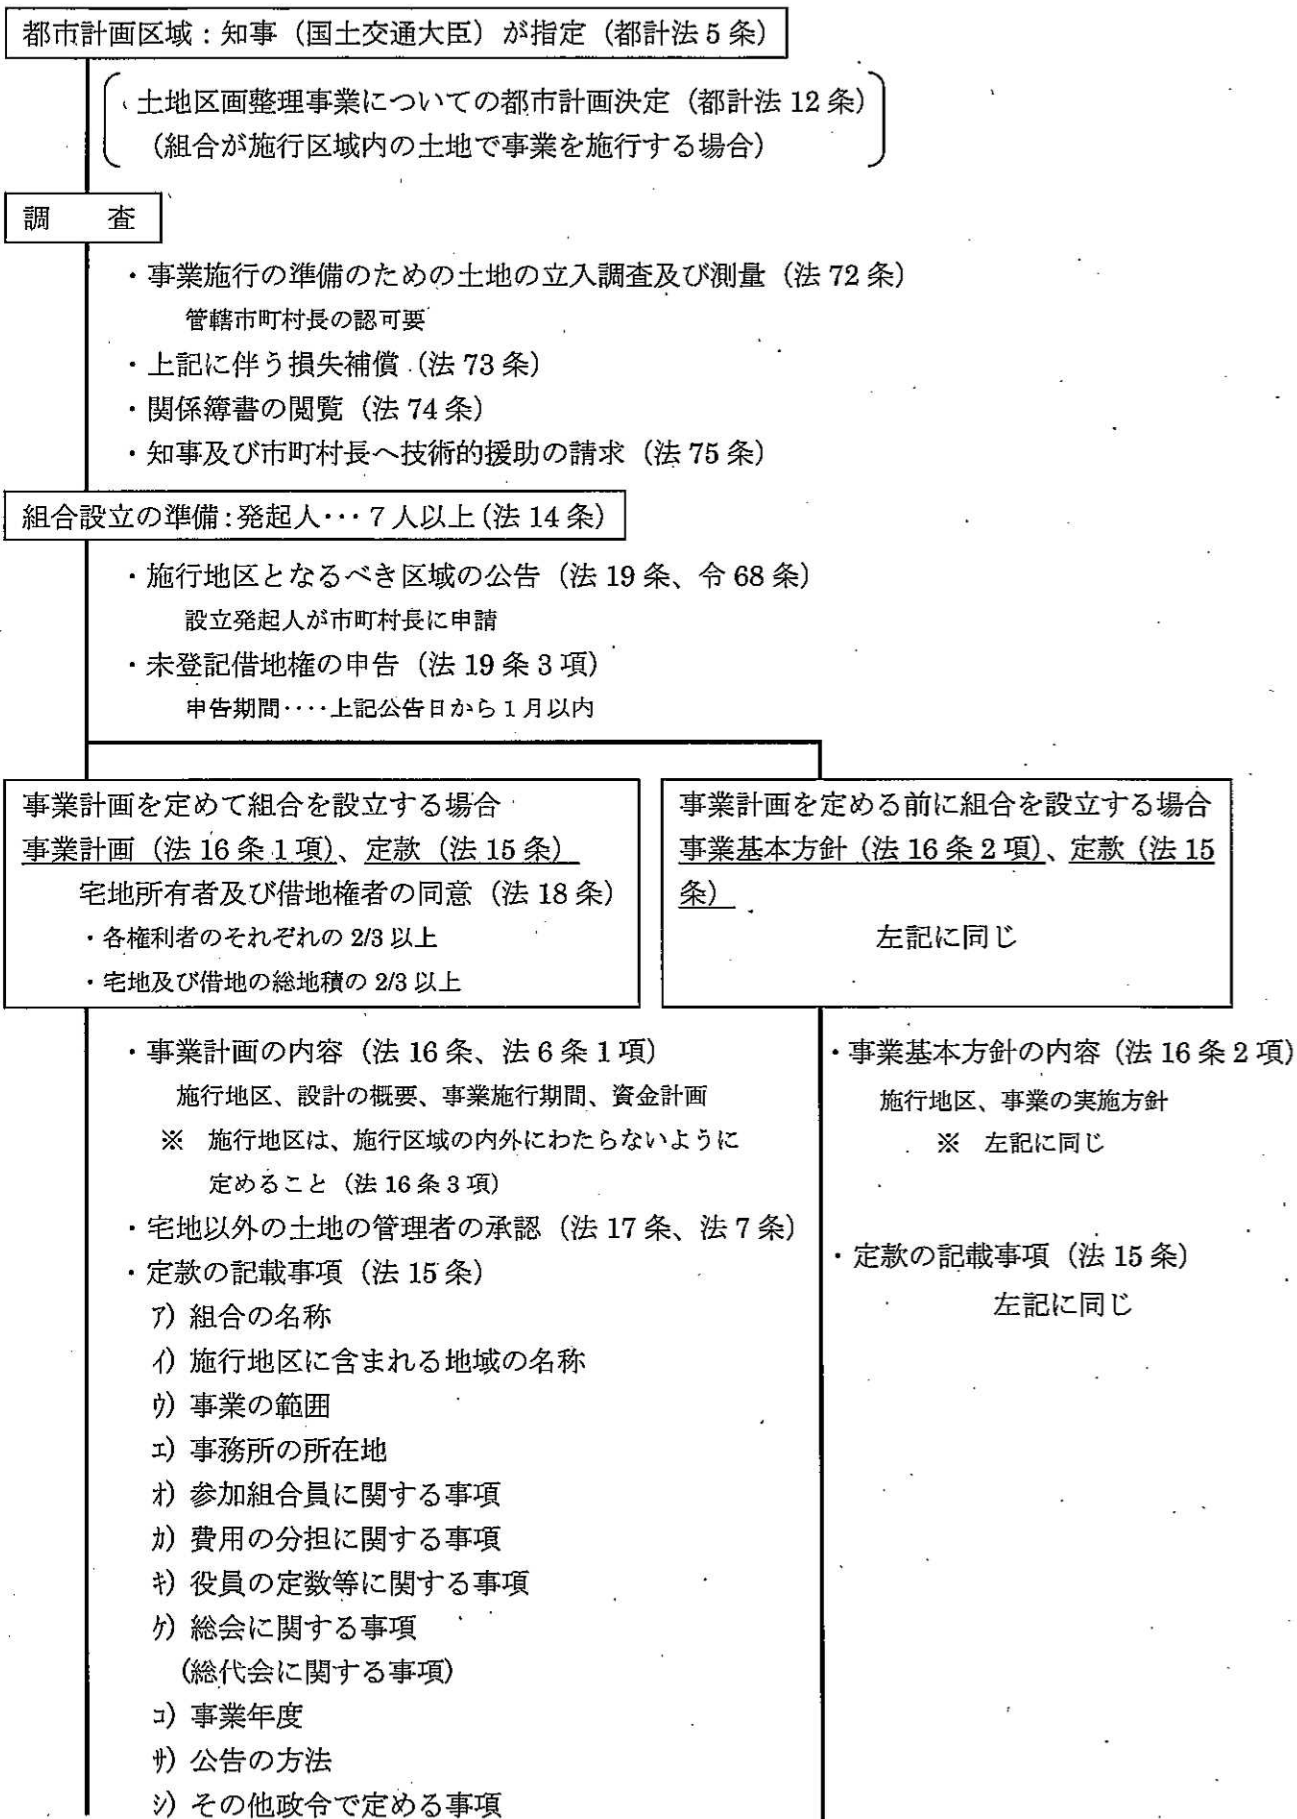 都市計画区域：知事（国土交通大臣）が指定（都計法5条）
土地区画整理事業についての都市計画決定（都計法12条）
（組合が施行区域内の土地で事業を施行する場合）
調　　査
・事業施行の準備のための土地の立入調査及び測量（法72条）
管轄市町村長の認可要
・上記に伴う損失補償（法73条）
・関係簿書の閲覧（法74条）
・知事及び市町村長へ技術的援助の請求（法75条）
組合設立の準備：発起人･･･７人以上（法14条）
・施行地区となるべき区域の公告（法19条、令68条）
設立発起人が市町村長に申請
・未登記借地権の申告（法19条3項）
申告期間････上記公告日から１月以内
事業計画を定めて組合を設立する場合
事業計画（法16条1項）、定款（法15条）
宅地所有者及び借地権者の同意（法18条）
・各権利者のそれぞれの2/3以上
・宅地及び借地の総地積の2/3以上
事業計画を定める前に組合を設立する場合
事業基本方針（法16条2項）、定款（法15
条）
左記に同じ
・事業計画の内容（法16条、法6条1項）
施行地区、設計の概要、事業施行期間、資金計画
※　施行地区は、施行区域の内外にわたらないように
定めること（法16条3項）
・宅地以外の土地の管理者の承認（法17条、法7条）
・定款の記載事項（法15条）
ｱ）組合の名称
ｲ）施行地区に含まれる地域の名称
ｳ）事業の範囲
ｴ）事務所の所在地
ｵ）参加組合員に関する事項
ｶ）費用の分担に関する事項
ｷ）役員の定数等に関する事項
ｹ）総会に関する事項
（総代会に関する事項）
ｺ）事業年度
ｻ）公告の方法
ｼ）その他政令で定める事項
・事業基本方針の内容（法16条2項）
施行地区、事業の実施方針
※　左記に同じ
・定款の記載事項（法15条）
左記に同じ